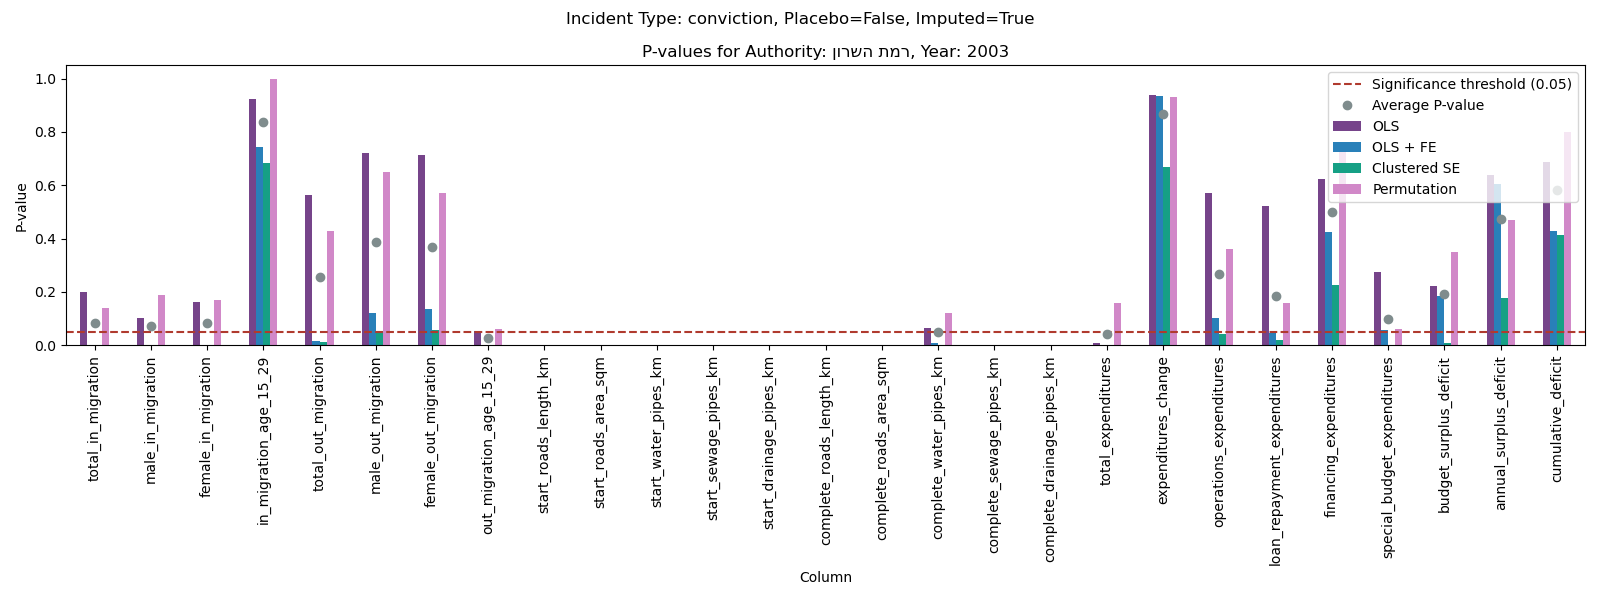 Incident Type: conviction, Placebo=False, Imputed=True
P-values for Authority: רמת השרון, Year: 2003
P-value
1.0
0.8
0.6
0.4
0.2
0.0
Significance threshold (0.05)
Average P-value
OLS
OLS + FE
Clustered SE
Permutation
total_in_migration
male_in_migration
female_in_migration
in_migration_age_15_29
total_out_migration
male_out_migration
female_out_migration
out_migration_age_15_29
start_roads_length_km
start_roads_area_sqm
start_water_pipes_km
start_sewage_pipes_km
start_drainage_pipes_km
complete_roads_length_km
complete_roads_area_sqm
complete_water_pipes_km
complete_sewage_pipes_km
complete_drainage_pipes_km
total_expenditures
expenditures_change
operations_expenditures
loan_repayment_expenditures
financing_expenditures
special_budget_expenditures
budget_surplus_deficit
annual_surplus_deficit
cumulative_deficit
Column